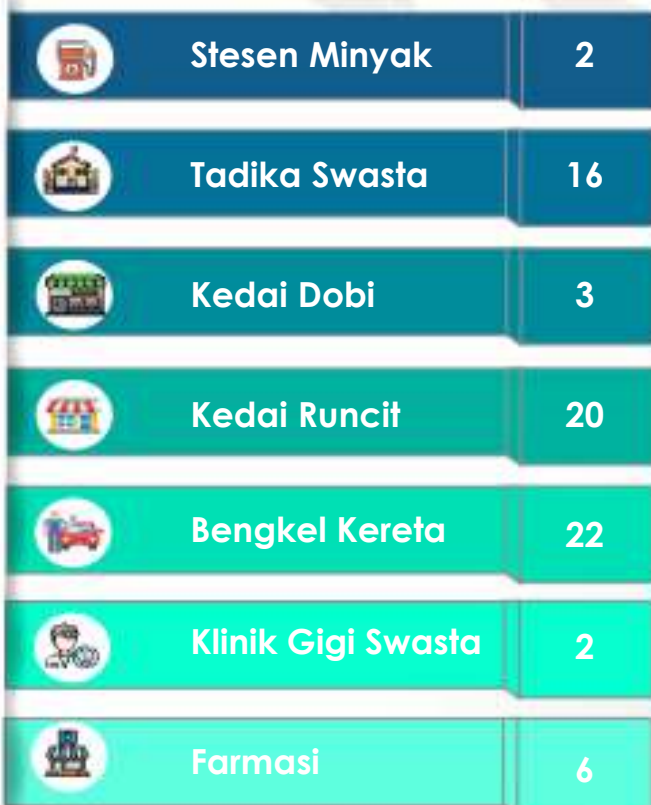 Stesen Minyak 2
Tadika Swasta 16
Kedai Dobi 3
Kedai Runcit 20
Bengkel Kereta 22
Klinik Gigi Swasta 2
Farmasi 6